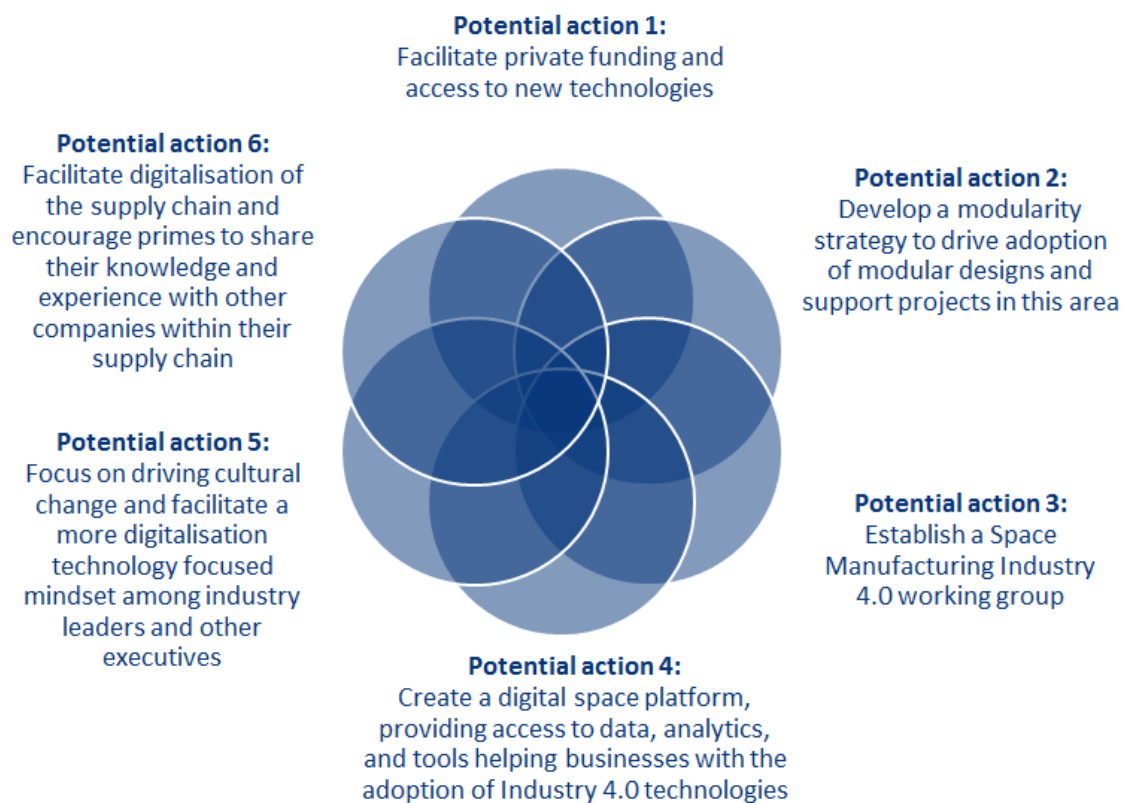 Potential action 1:
Facilitate private funding and
access to new technologies
Potential action 6:
Facilitate digitalisation of
the supply chain and
encourage primes to share
their knowledge and
experience with other
companies within their
supply chain
Potential action 2:
Develop a modularity
strategy to drive adoption
of modular designs and
support projects in this area
Potential action 5:
Focus on driving cultural
change and facilitate a
more digitalisation
technology focused
mindset among industry
leaders and other
executives
Potential action 3:
Establish a Space
Manufacturing Industry
4.0 working group
Potential action 4:
Create a digital space platform,
providing access to data, analytics,
and tools helping businesses with the
adoption of Industry 4.0 technologies